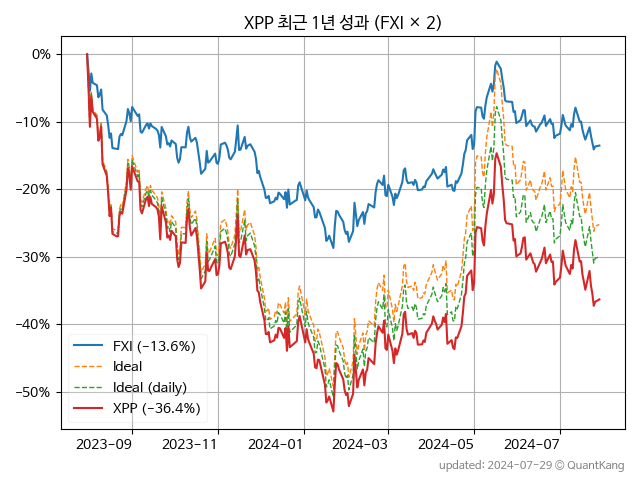 XPP 최근 1년 성과 (FXI × 2)
0%
−10%
−20%
−30%
−40%
−50%
FXI (−13.6%)
Ideal
Ideal (daily)
XPP (−36.4%)
2023-09 2023-11 2024-01 2024-03 2024-05 2024-07
updated: 2024-07-29 © QuantKang